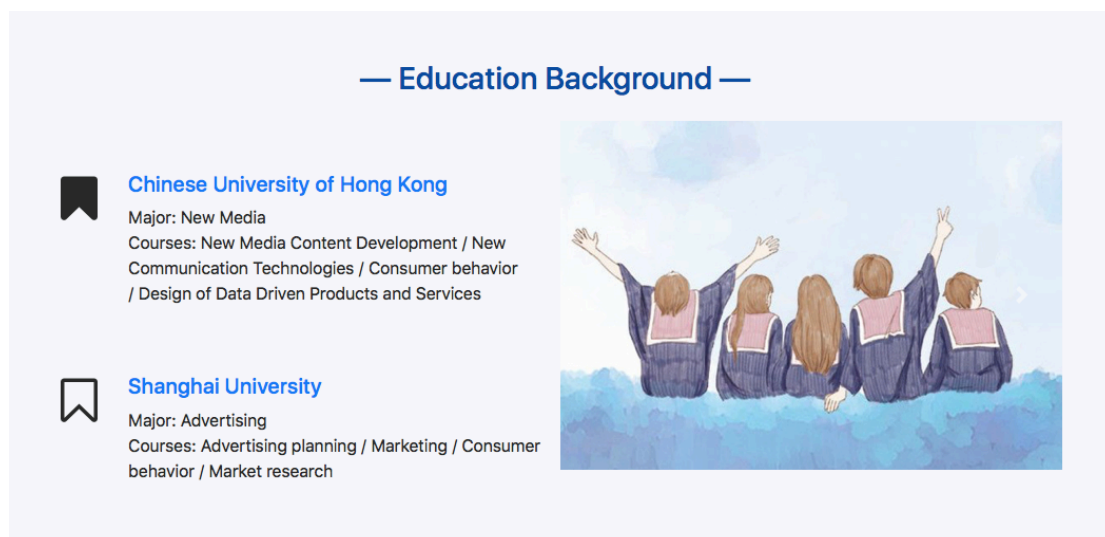 — Education Background —
Chinese University of Hong Kong
Major: New Media
Courses: New Media Content Development / New
Communication Technologies / Consumer behavior
/ Design of Data Driven Products and Services
Shanghai University
Major: Advertising
Courses: Advertising planning / Marketing / Consumer
behavior / Market research